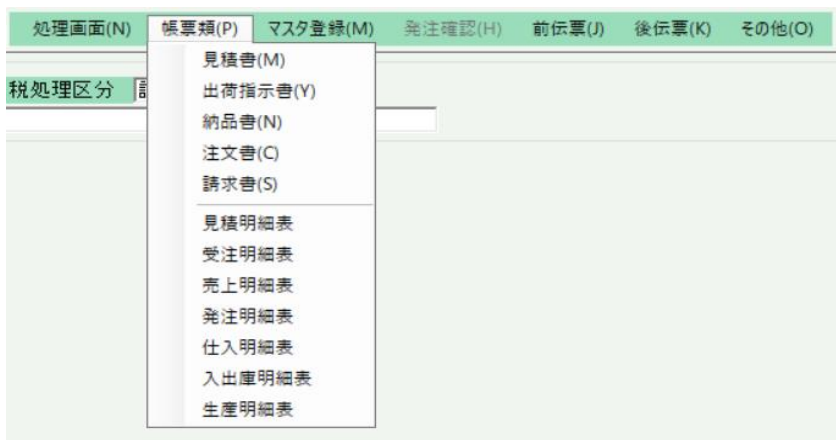 処理画面(N) 帳票類(P) マスタ登録(M) 発注確認(H) 前伝票(J) 後伝票(K) その他(O)
見積書(M)
税処理区分
出荷指示書(Y)
納品書(N)
注文書(C)
請求書(S)
見積明細表
受注明細表
売上明細表
発注明細表
仕入明細表
入出庫明細表
生産明細表